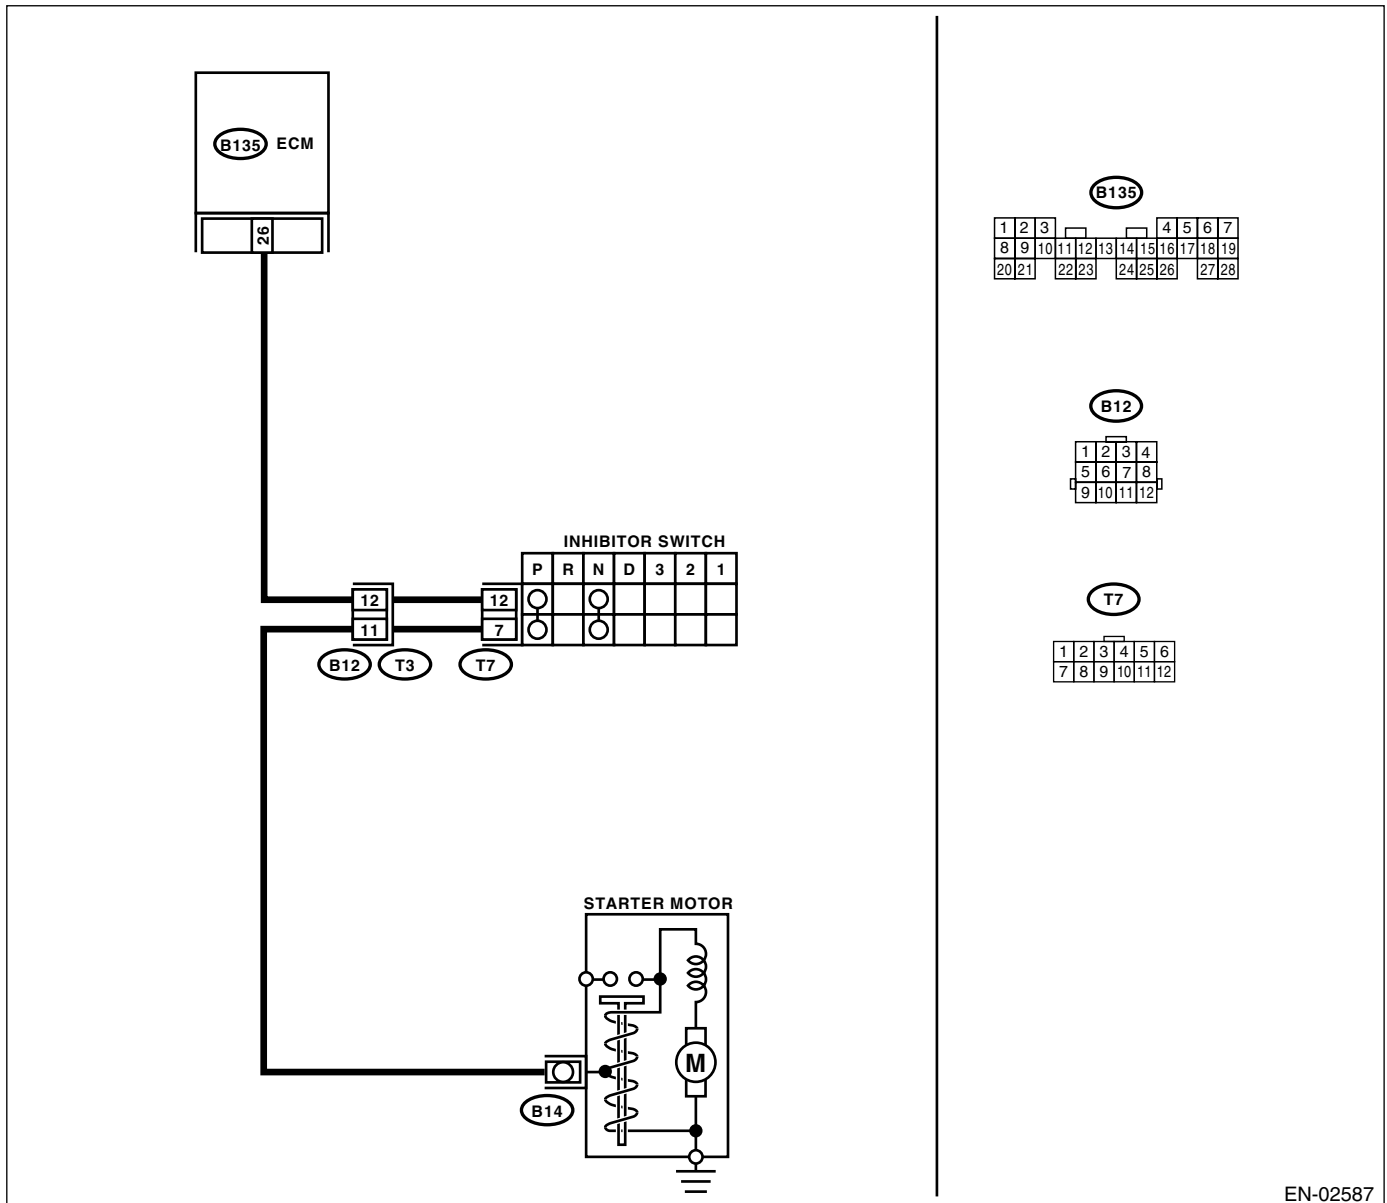 B135 ECM
26
INHIBITOR SWITCH
P R N D 3 2 1
12 12
11 7
B12 T3 T7
STARTER MOTOR
M
B14
B135
1 2 3 4 5 6 7
8 9 10 11 12 13 14 15 16 17 18 19
20 21 22 23 24 25 26 27 28
B12
1 2 3 4
5 6 7 8
9 10 11 12
T7
1 2 3 4 5 6
7 8 9 10 11 12
EN-02587